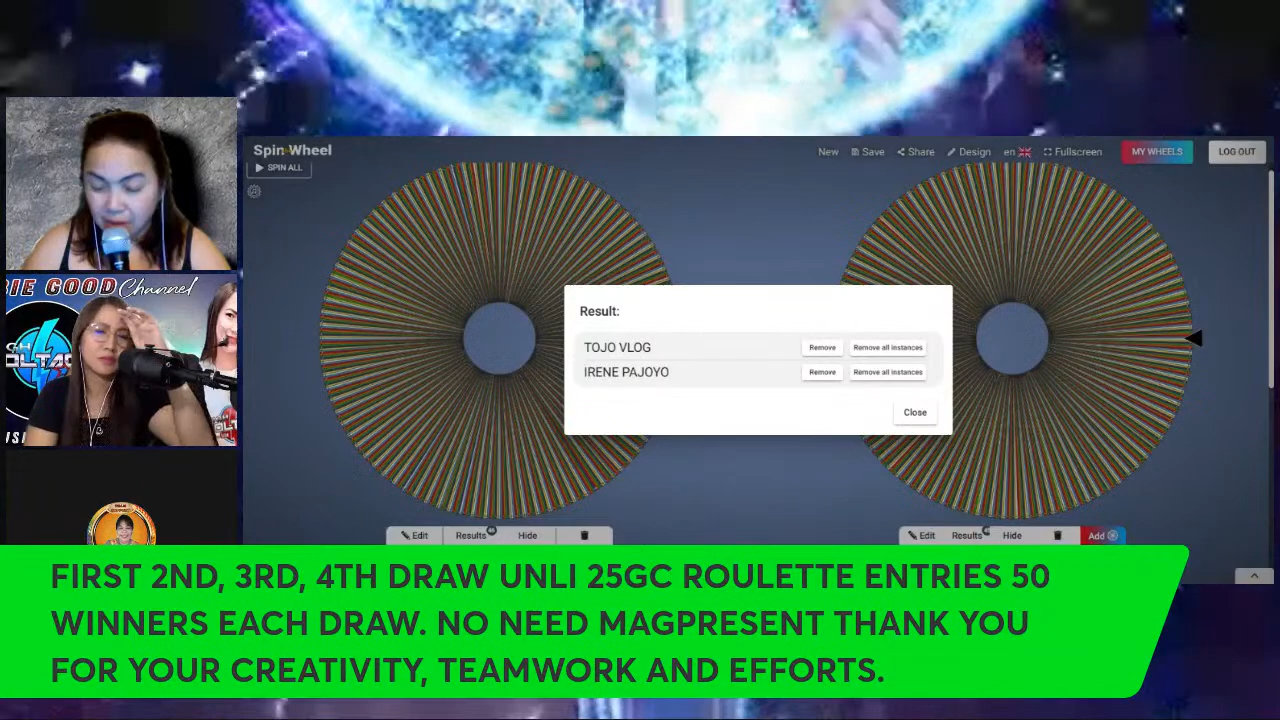 Spin Wheel
SPIN ALL
New
Save
Share
Design
en
Fullscreen
MY WHEELS
LOG OUT
GOOD Channel
Result:
TOJO VLOG
Remove
Remove all instances
IRENE PAJOYO
Remove
Remove all instances
Close
Edit
Results
Hide
Edit
Results
Hide
Add
FIRST 2ND, 3RD, 4TH DRAW UNLI 25GC ROULETTE ENTRIES 50
WINNERS EACH DRAW. NO NEED MAGPRESENT THANK YOU
FOR YOUR CREATIVITY, TEAMWORK AND EFFORTS.